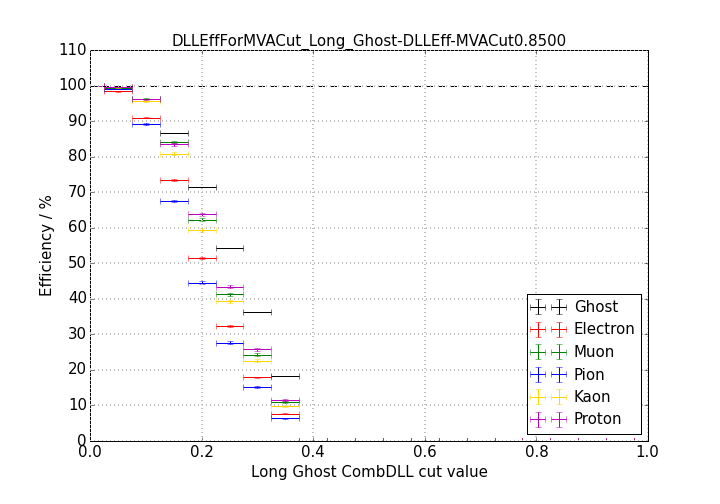 DLLEffForMVACut_Long_Ghost-DLLEff-MVACut0.8500
110
100
90
80
70
60
50
40
30
20
10
0
Efficiency / %
Ghost
Electron
Muon
Pion
Kaon
Proton
0.0 0.2 0.4 0.6 0.8 1.0
Long Ghost CombDLL cut value